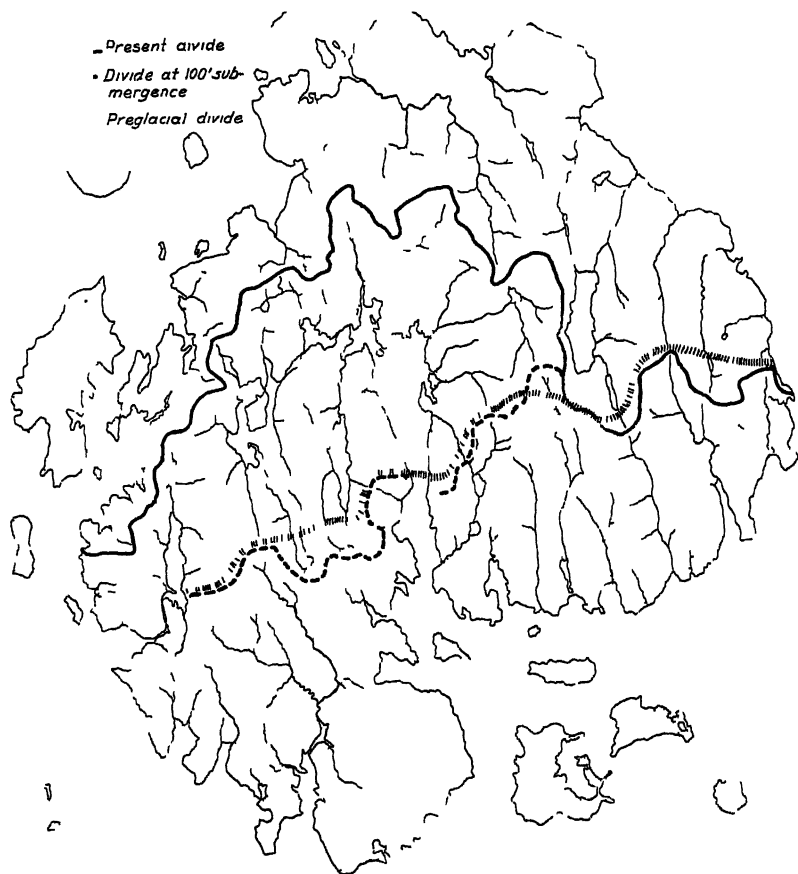 Present divide
Divide at 100' sub-
mergence
Preglacial divide